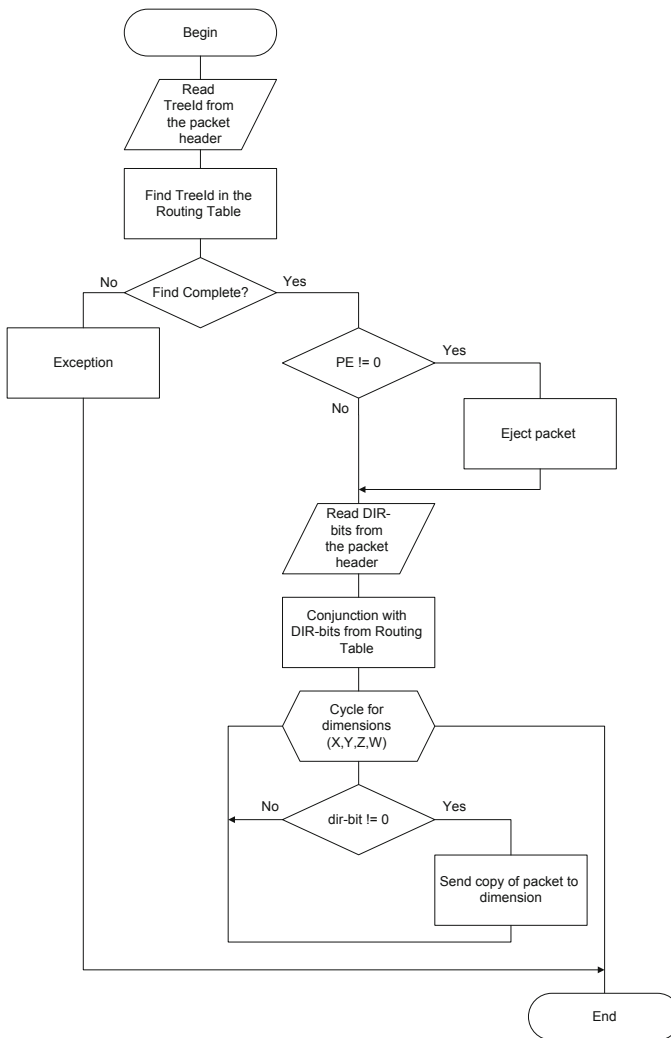 Begin
Read
TreeId from
the packet
header
Find TreeId in the
Routing Table
No
Find Complete?
Yes
Exception
PE != 0
Yes
No
Eject packet
Read DIR-
bits from
the packet
header
Conjunction with
DIR-bits from Routing
Table
Cycle for
dimensions
(X,Y,Z,W)
No
dir-bit != 0
Yes
Send copy of packet to
dimension
End